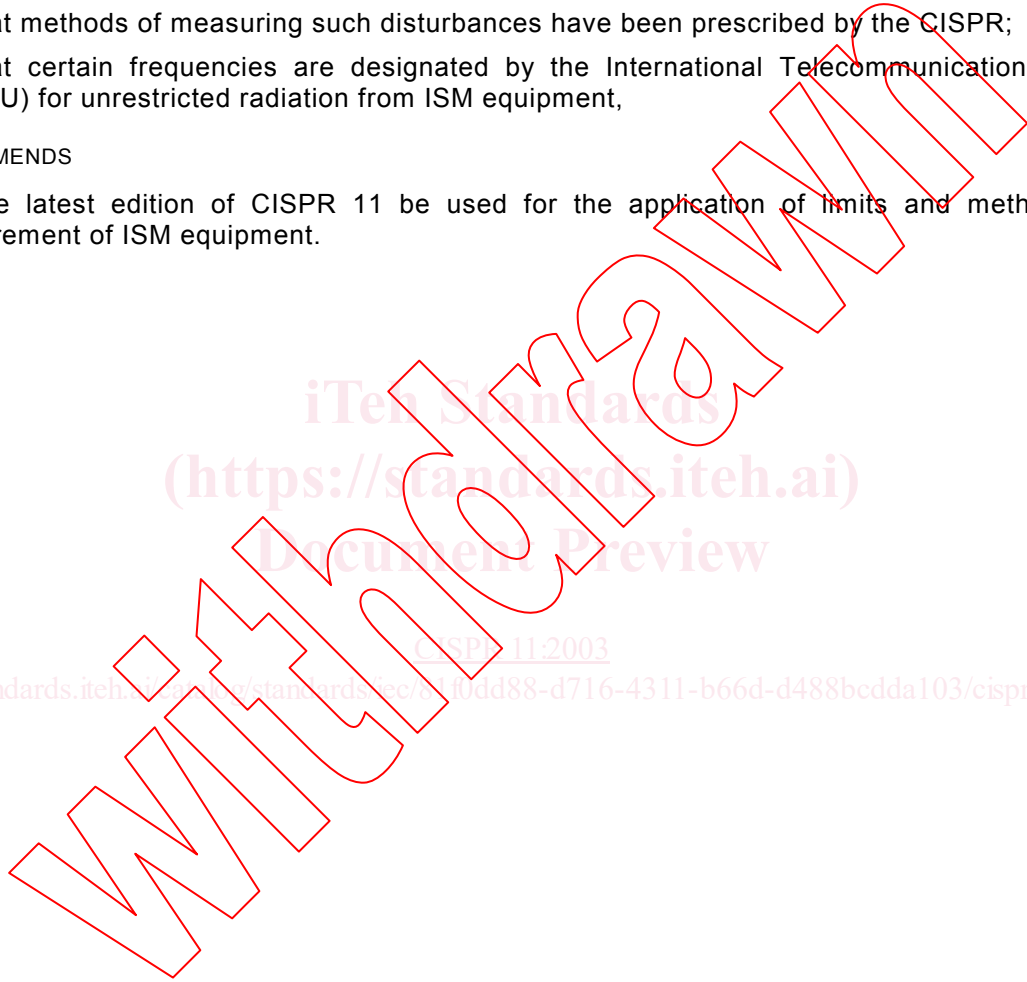 at methods of measuring such disturbances have been prescribed by the CISPR;
at certain frequencies are designated by the International Telecommunication
U) for unrestricted radiation from ISM equipment,
MENDS
e latest edition of CISPR 11 be used for the application of limits and meth
rement of ISM equipment.
iTeh Standards
(https://standards.iteh.ai)
Document Preview
CISPR 11:2003
ndards.iteh.ai/catalog/standards/iec/81f0dd88-d716-4311-b66d-d488bcdda103/cispr
withdrawn